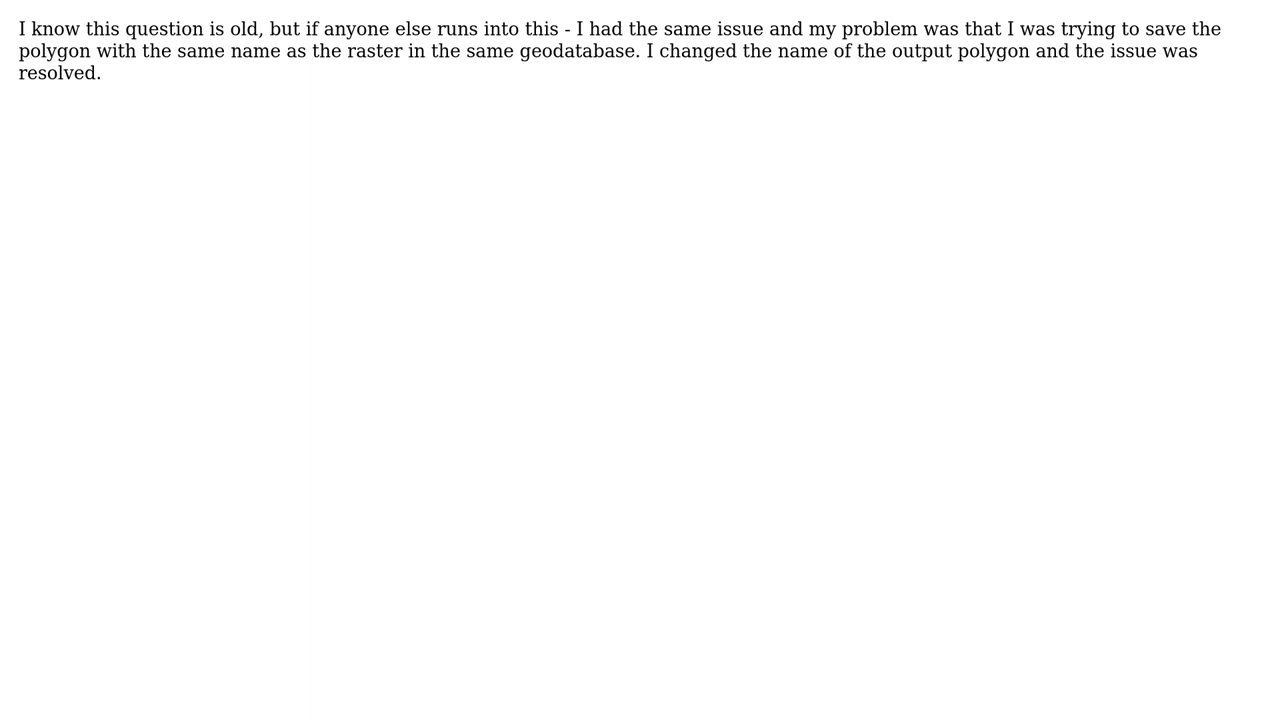 I know this question is old, but if anyone else runs into this - I had the same issue and my problem was that I was trying to save the
polygon with the same name as the raster in the same geodatabase. I changed the name of the output polygon and the issue was
resolved.